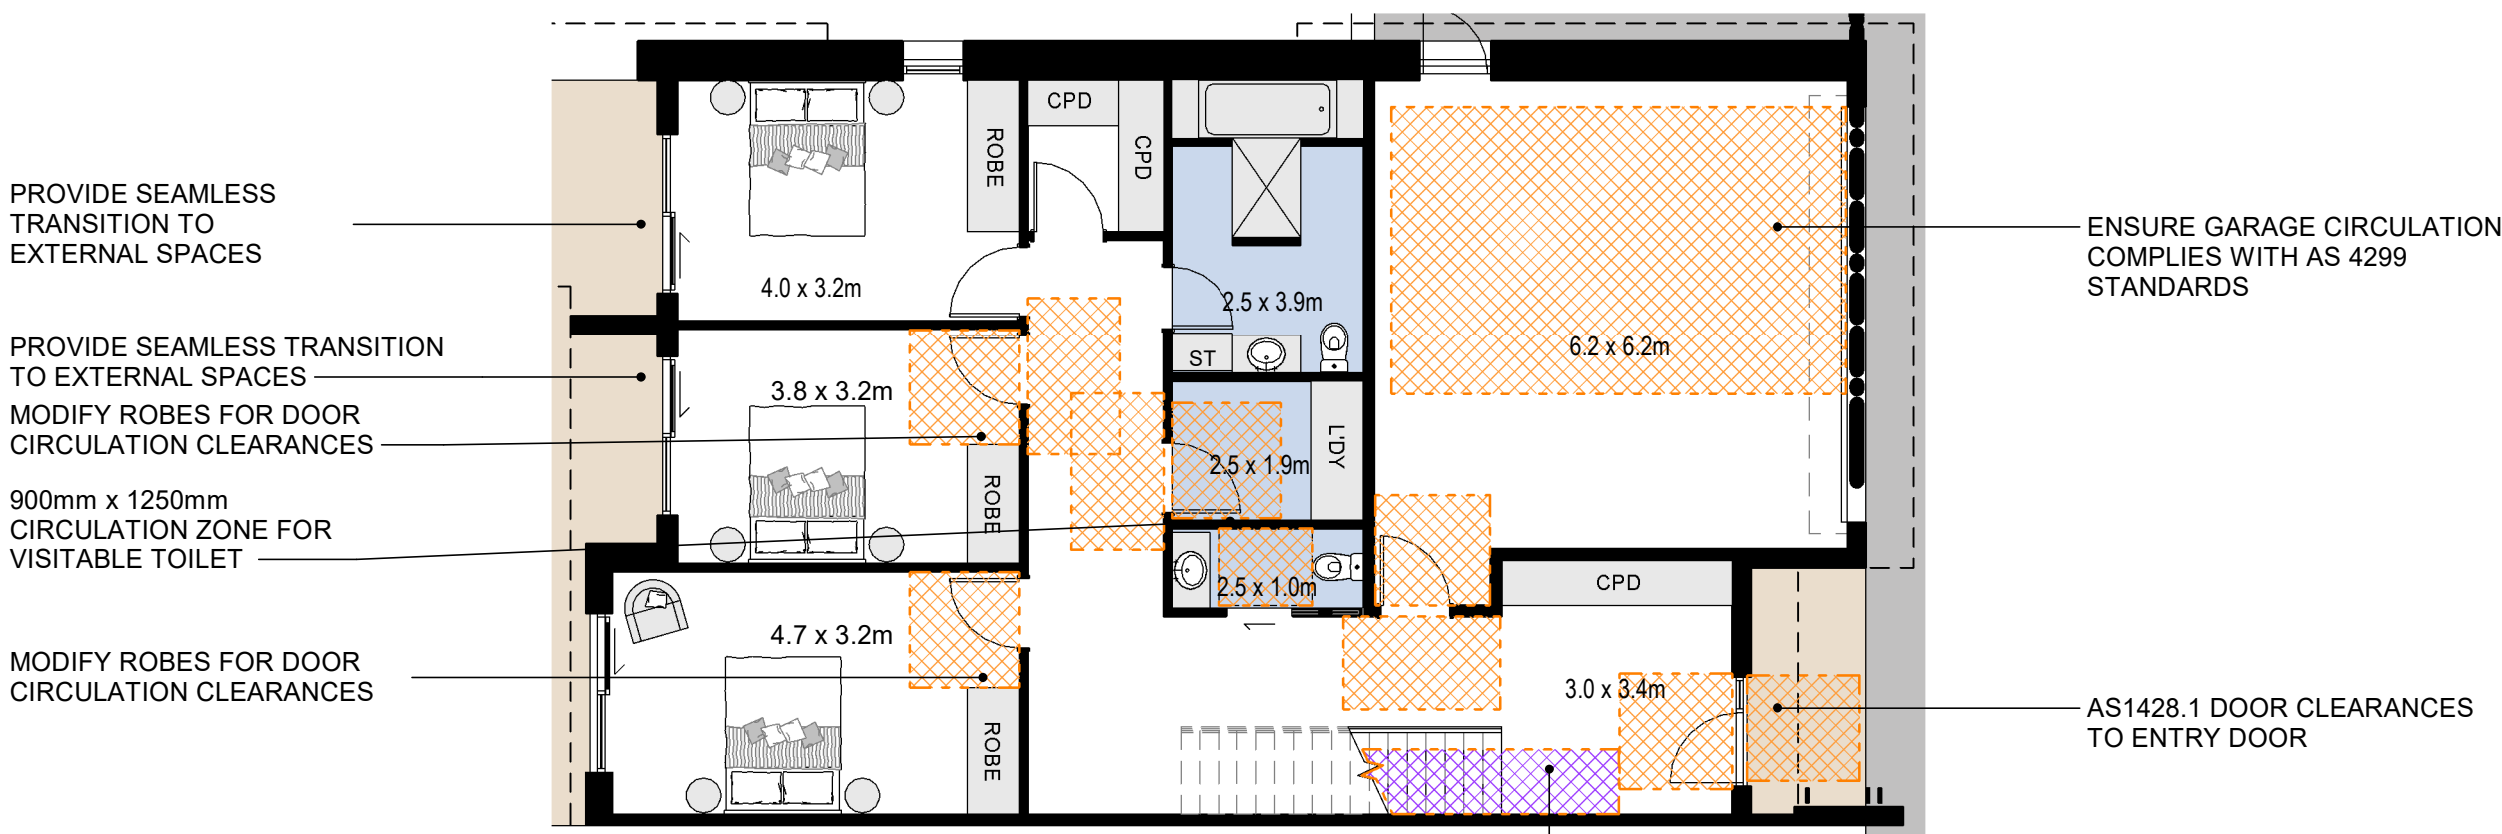 PROVIDE SEAMLESS
TRANSITION TO
EXTERNAL SPACES
PROVIDE SEAMLESS TRANSITION
TO EXTERNAL SPACES
MODIFY ROBES FOR DOOR
CIRCULATION CLEARANCES
900mm x 1250mm
CIRCULATION ZONE FOR
VISITABLE TOILET
MODIFY ROBES FOR DOOR
CIRCULATION CLEARANCES
ROBE
4.0 x 3.2m
CPD
CPD
2.5 x 3.9m
ST
3.8 x 3.2m
ROBE
2.5 x 1.9m
L'DY
2.5 x 1.0m
4.7 x 3.2m
ROBE
6.2 x 6.2m
CPD
3.0 x 3.4m
ENSURE GARAGE CIRCULATION
COMPLIES WITH AS 4299
STANDARDS
AS1428.1 DOOR CLEARANCES
TO ENTRY DOOR